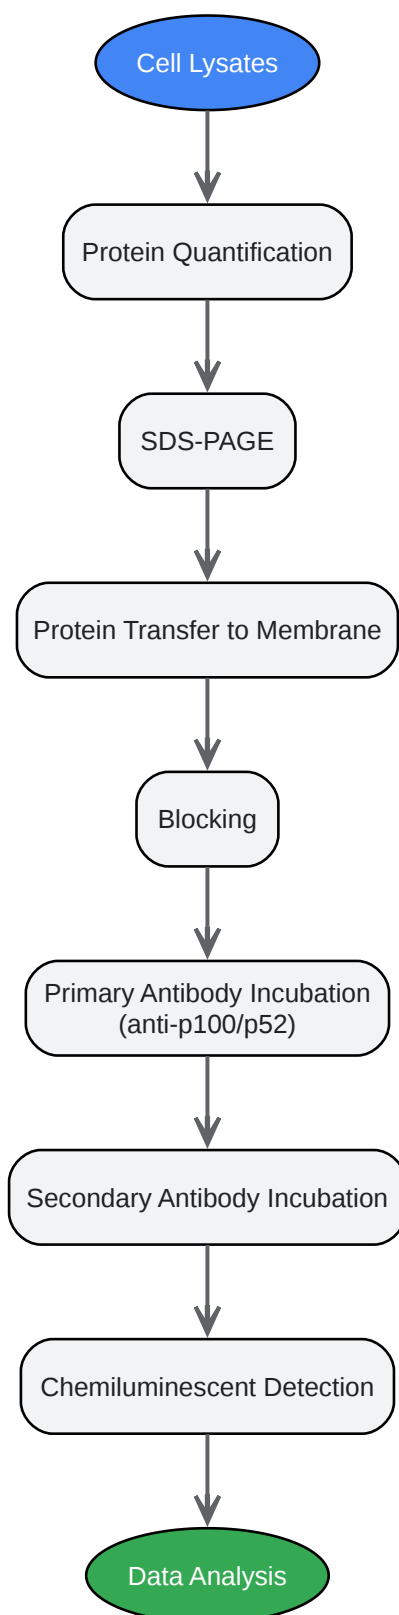 Cell Lysates
Protein Quantification
SDS-PAGE
Protein Transfer to Membrane
Blocking
Primary Antibody Incubation
(anti-p100/p52)
Secondary Antibody Incubation
Chemiluminescent Detection
Data Analysis